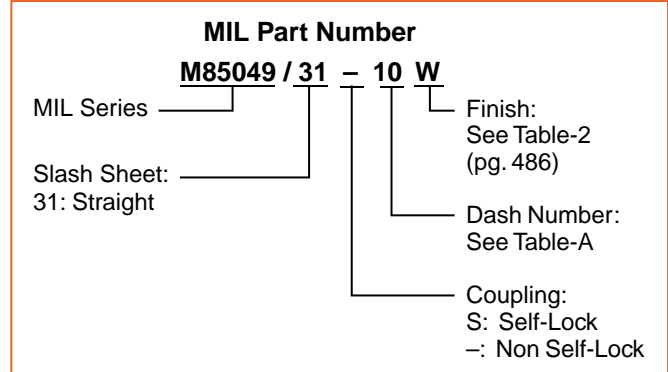 MIL Part Number
M85049 / 31 – 10 W
MIL Series
Slash Sheet:
31: Straight
Finish:
See Table-2
(pg. 486)
Dash Number:
See Table-A
Coupling:
S: Self-Lock
–: Non Self-Lock